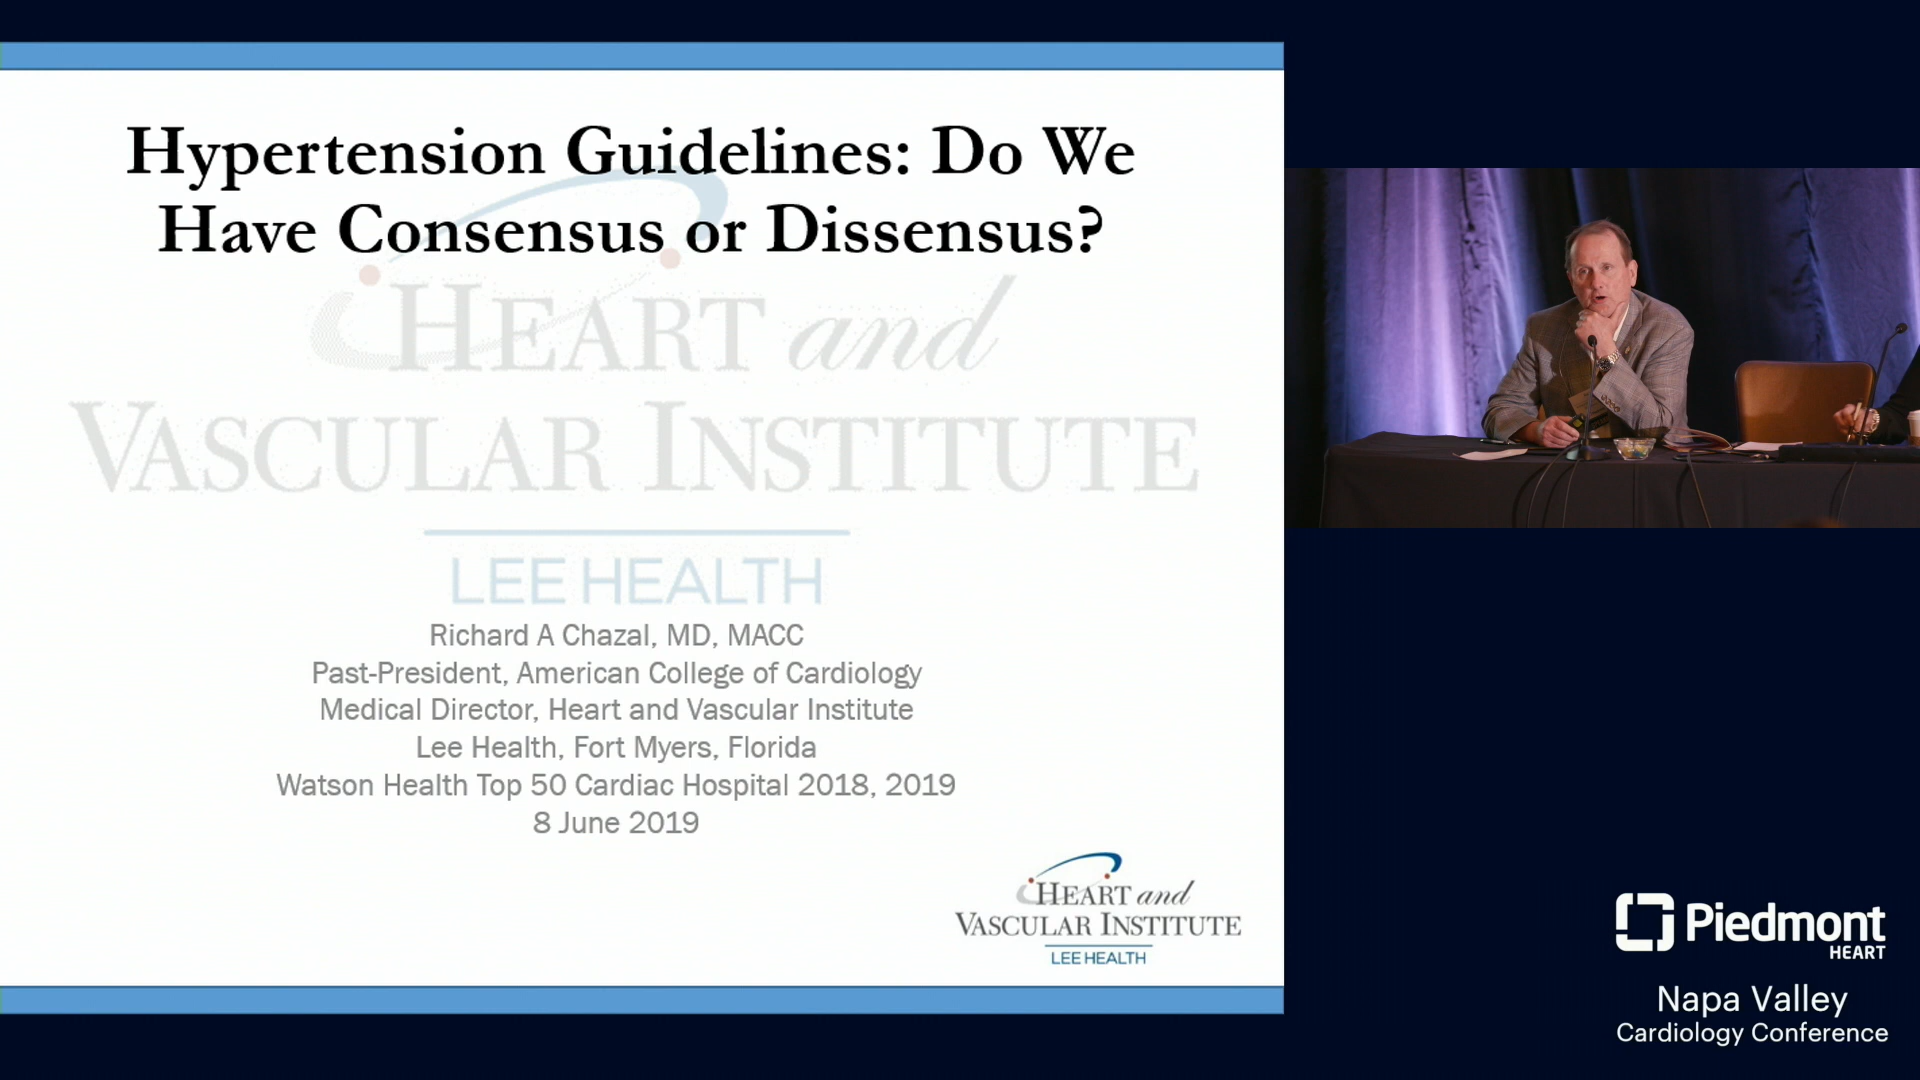 Hypertension Guidelines: Do We
Have Consensus or Dissensus?
HEART and
VASCULAR INSTITUTE
LEE HEALTH
Richard A Chazal, MD, MACC
Past-President, American College of Cardiology
Medical Director, Heart and Vascular Institute
Lee Health, Fort Myers, Florida
Watson Health Top 50 Cardiac Hospital 2018, 2019
8 June 2019
HEART and
VASCULAR INSTITUTE
LEE HEALTH
Piedmont
HEART
Napa Valley
Cardiology Conference